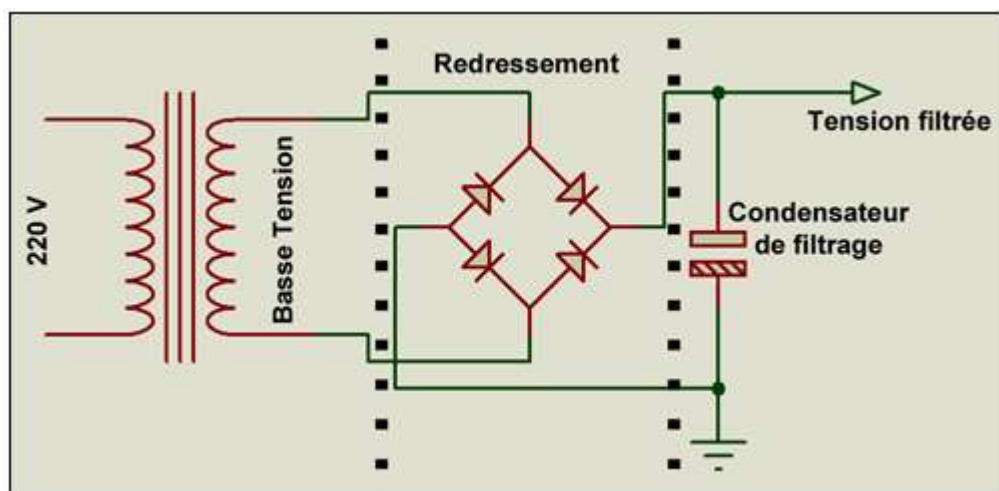 Redressement
Tension filtrée
220 V
Basse Tension
Condensateur
de filtrage